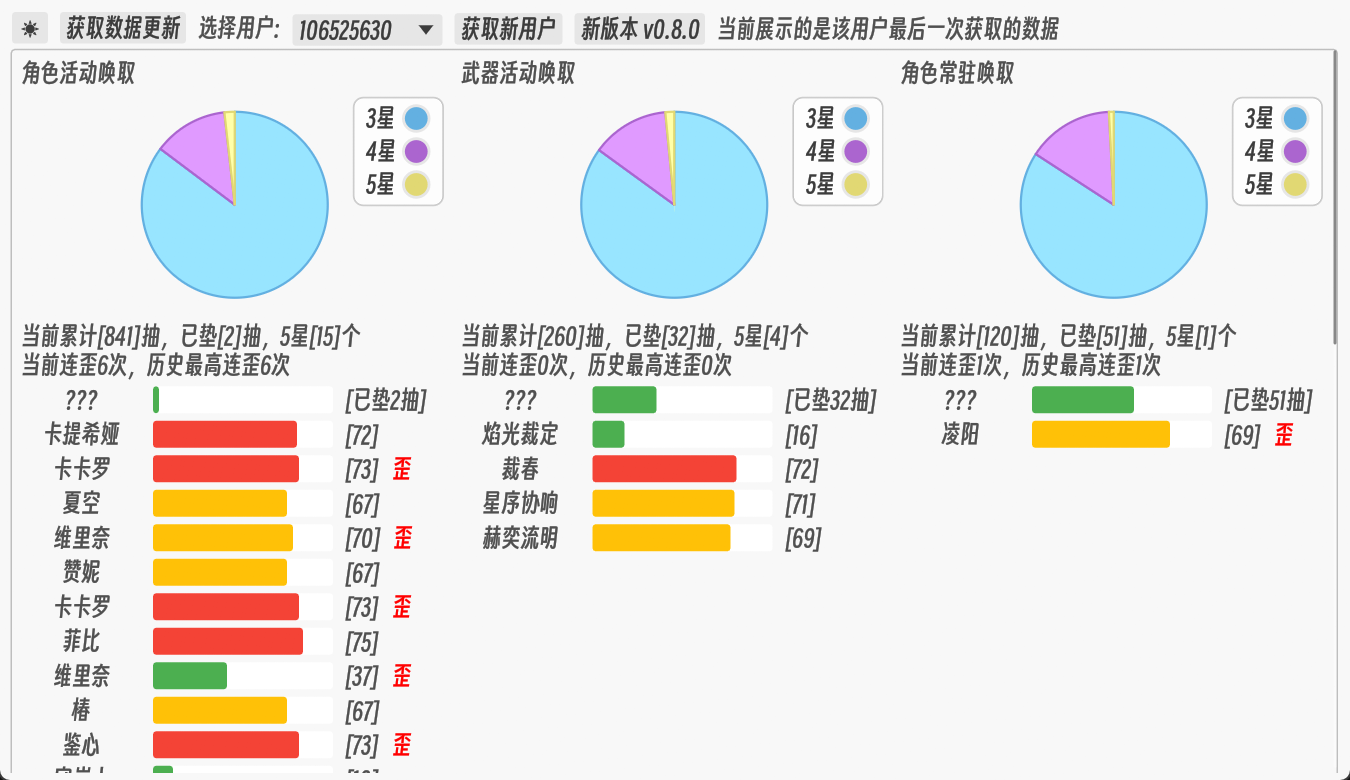 获取数据更新 选择用户: 106525630 获取新用户 新版本 v0.8.0 当前展示的是该用户最后一次获取的数据
角色活动唤取
3星
4星
5星
当前累计[841]抽, 已垫[2]抽, 5星[15]个
当前连歪6次, 历史最高连歪6次
??? [已垫2抽]
卡提希娅 [72]
卡卡罗 [73] 歪
夏空 [67]
维里奈 [70] 歪
赞妮 [67]
卡卡罗 [73] 歪
菲比 [75]
维里奈 [37] 歪
椿 [67]
鉴心 [73] 歪
武器活动唤取
3星
4星
5星
当前累计[260]抽, 已垫[32]抽, 5星[4]个
当前连歪0次, 历史最高连歪0次
??? [已垫32抽]
焰光裁定 [16]
裁春 [72]
星序协响 [71]
赫奕流明 [69]
角色常驻唤取
3星
4星
5星
当前累计[120]抽, 已垫[51]抽, 5星[1]个
当前连歪1次, 历史最高连歪1次
??? [已垫51抽]
凌阳 [69] 歪